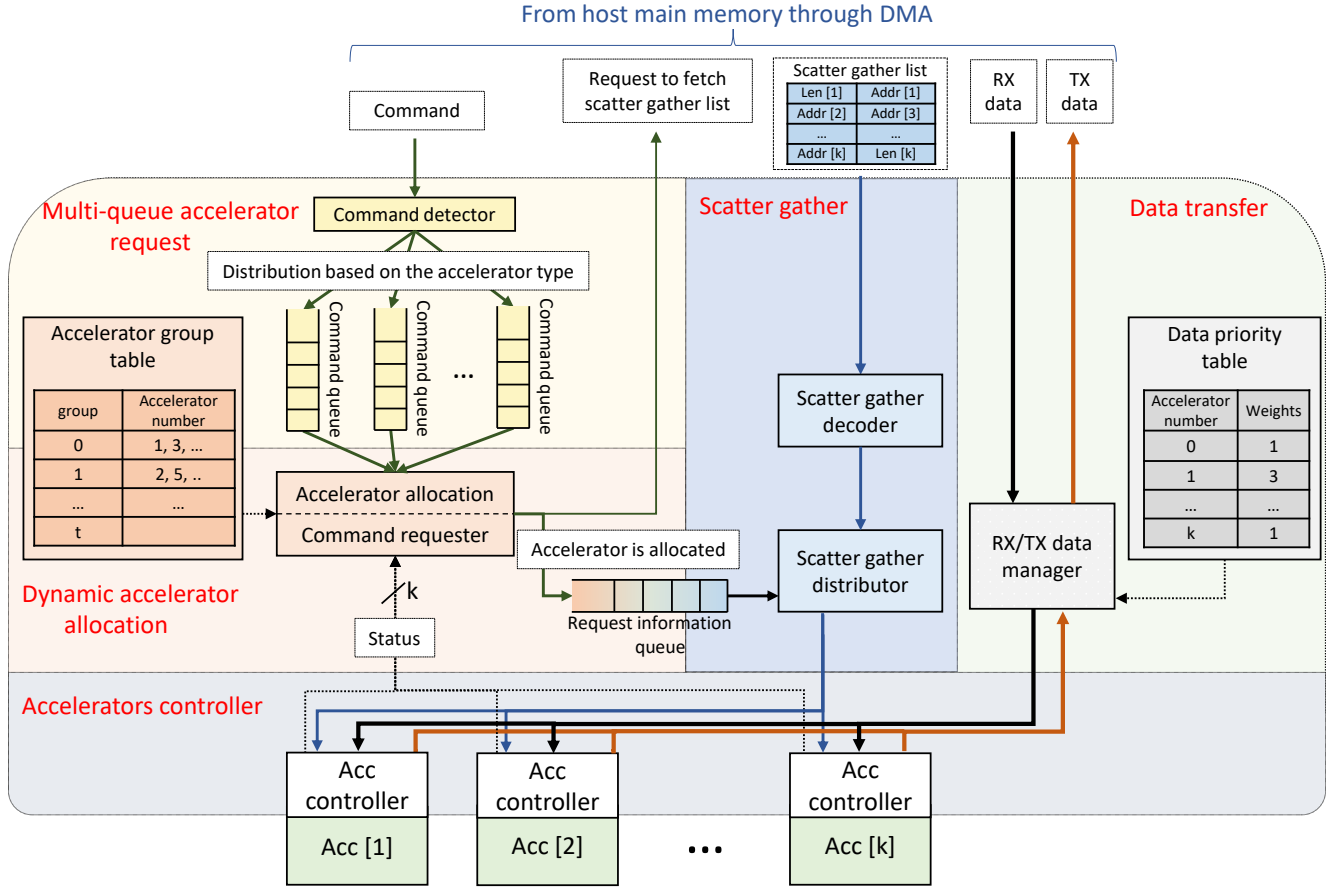 From host main memory through DMA
Command
Request to fetch
scatter gather list
Scatter gather list
Len [1] Addr [1]
Addr [2] Addr [3]
... ...
Addr [k] Len [k]
RX
data
TX
data
Multi-queue accelerator
request
Command detector
Distribution based on the accelerator type
Command queue
Command queue
...
Command queue
Scatter gather
Data transfer
Accelerator group
table
group Accelerator
number
0 1, 3, ...
1 2, 5, ..
... ...
t
Data priority
table
Accelerator
number Weights
0 1
1 3
... ...
k 1
Scatter gather
decoder
Accelerator allocation
Command requester
Accelerator is allocated
Scatter gather
distributor
RX/TX data
manager
Dynamic accelerator
allocation
k
Status
Request information
queue
Accelerators controller
Acc
controller
Acc [1]
Acc
controller
Acc [2]
...
Acc
controller
Acc [k]